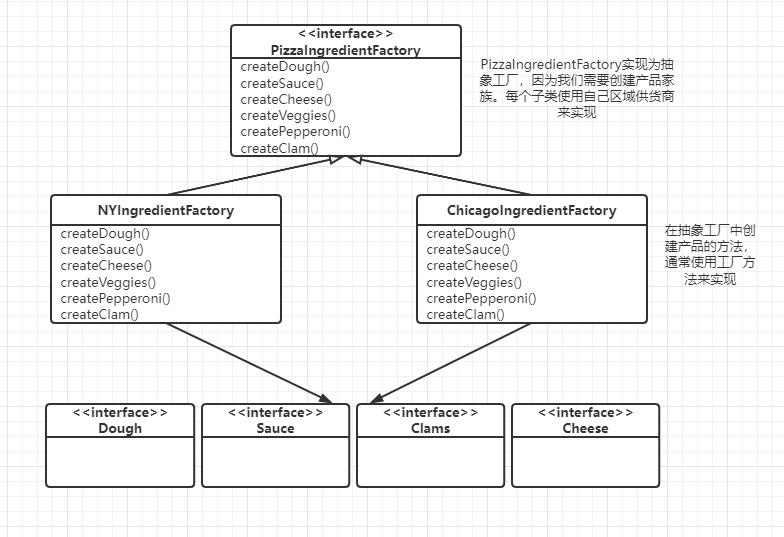 <<interface>>
PizzaIngredientFactory
createDough()
createSauce()
createCheese()
createVeggies()
createPepperoni()
createClam()
PizzaIngredientFactory实现为抽
象工厂，因为我们需要创建产品家
族。每个子类使用自己区域供货商
来实现
NYIngredientFactory
createDough()
createSauce()
createCheese()
createVeggies()
createPepperoni()
createClam()
ChicagoIngredientFactory
createDough()
createSauce()
createCheese()
createVeggies()
createPepperoni()
createClam()
在抽象工厂中创
建产品的方法，
通常使用工厂方
法来实现
<<interface>>
Dough
<<interface>>
Sauce
<<interface>>
Clams
<<interface>>
Cheese